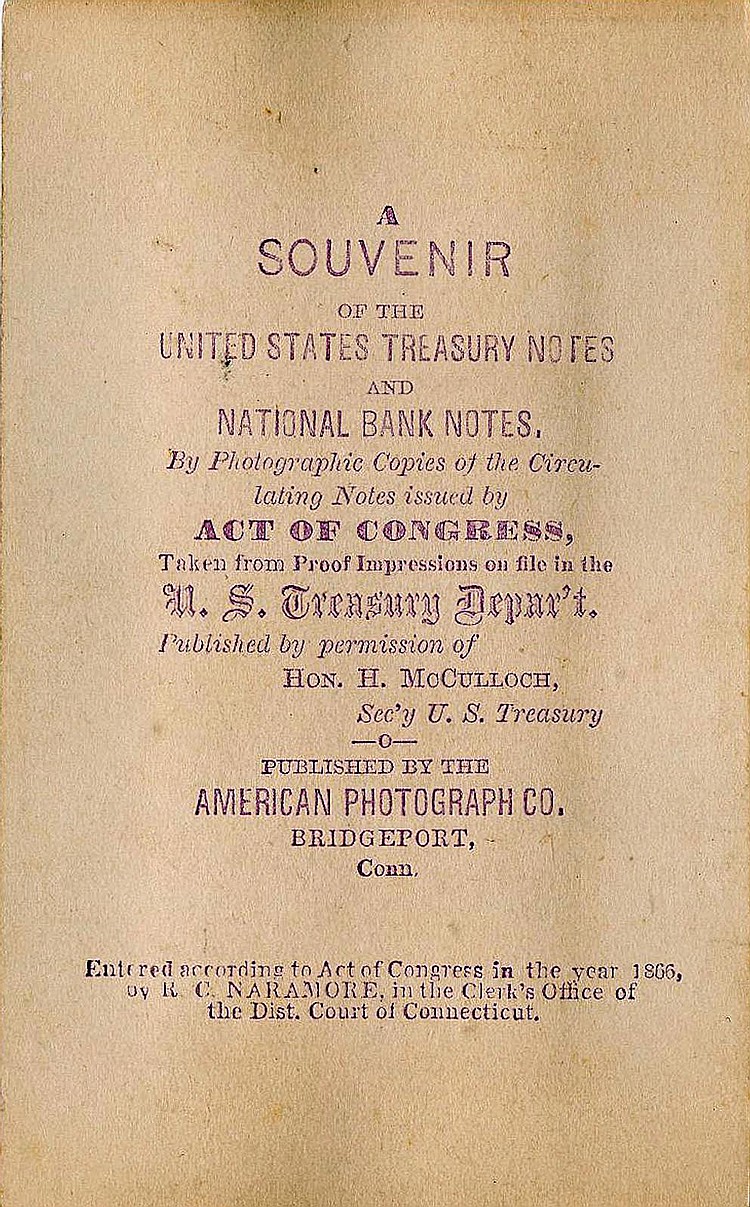 A
SOUVENIR
OF THE
UNITED STATES TREASURY NOTES
AND
NATIONAL BANK NOTES.
By Photographic Copies of the Circu-
lating Notes issued by
ACT OF CONGRESS,
Taken from Proof Impressions on file in the
U. S. Treasury Depar't.
Published by permission of
HON. H. MCCULLOCH,
Sec'y U. S. Treasury
—O—
PUBLISHED BY THE
AMERICAN PHOTOGRAPH CO.
BRIDGEPORT,
Conn.
Entered according to Act of Congress in the year 1866,
by R. C. NARAMORE, in the Clerk's Office of
the Dist. Court of Connecticut.